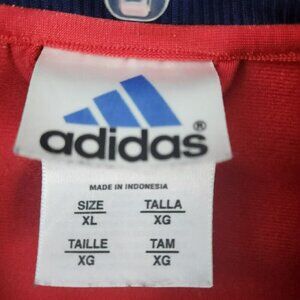 adidas®
MADE IN INDONESIA
SIZE TALLA
XL XG
TAILLE TAM
XG XG